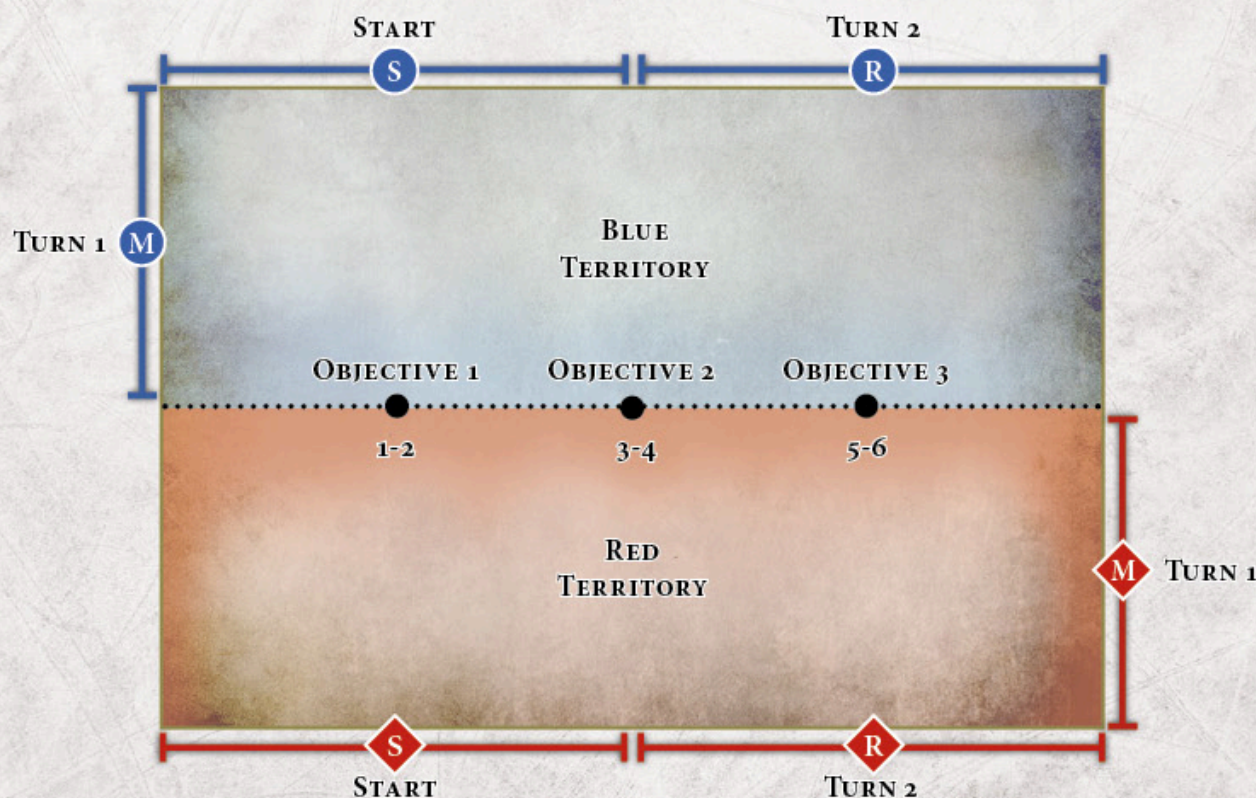 Start
Turn 2
S
R
Turn 1
M
Blue
Territory
Objective 1
Objective 2
Objective 3
1-2
3-4
5-6
Red
Territory
M
Turn 1
S
R
Start
Turn 2